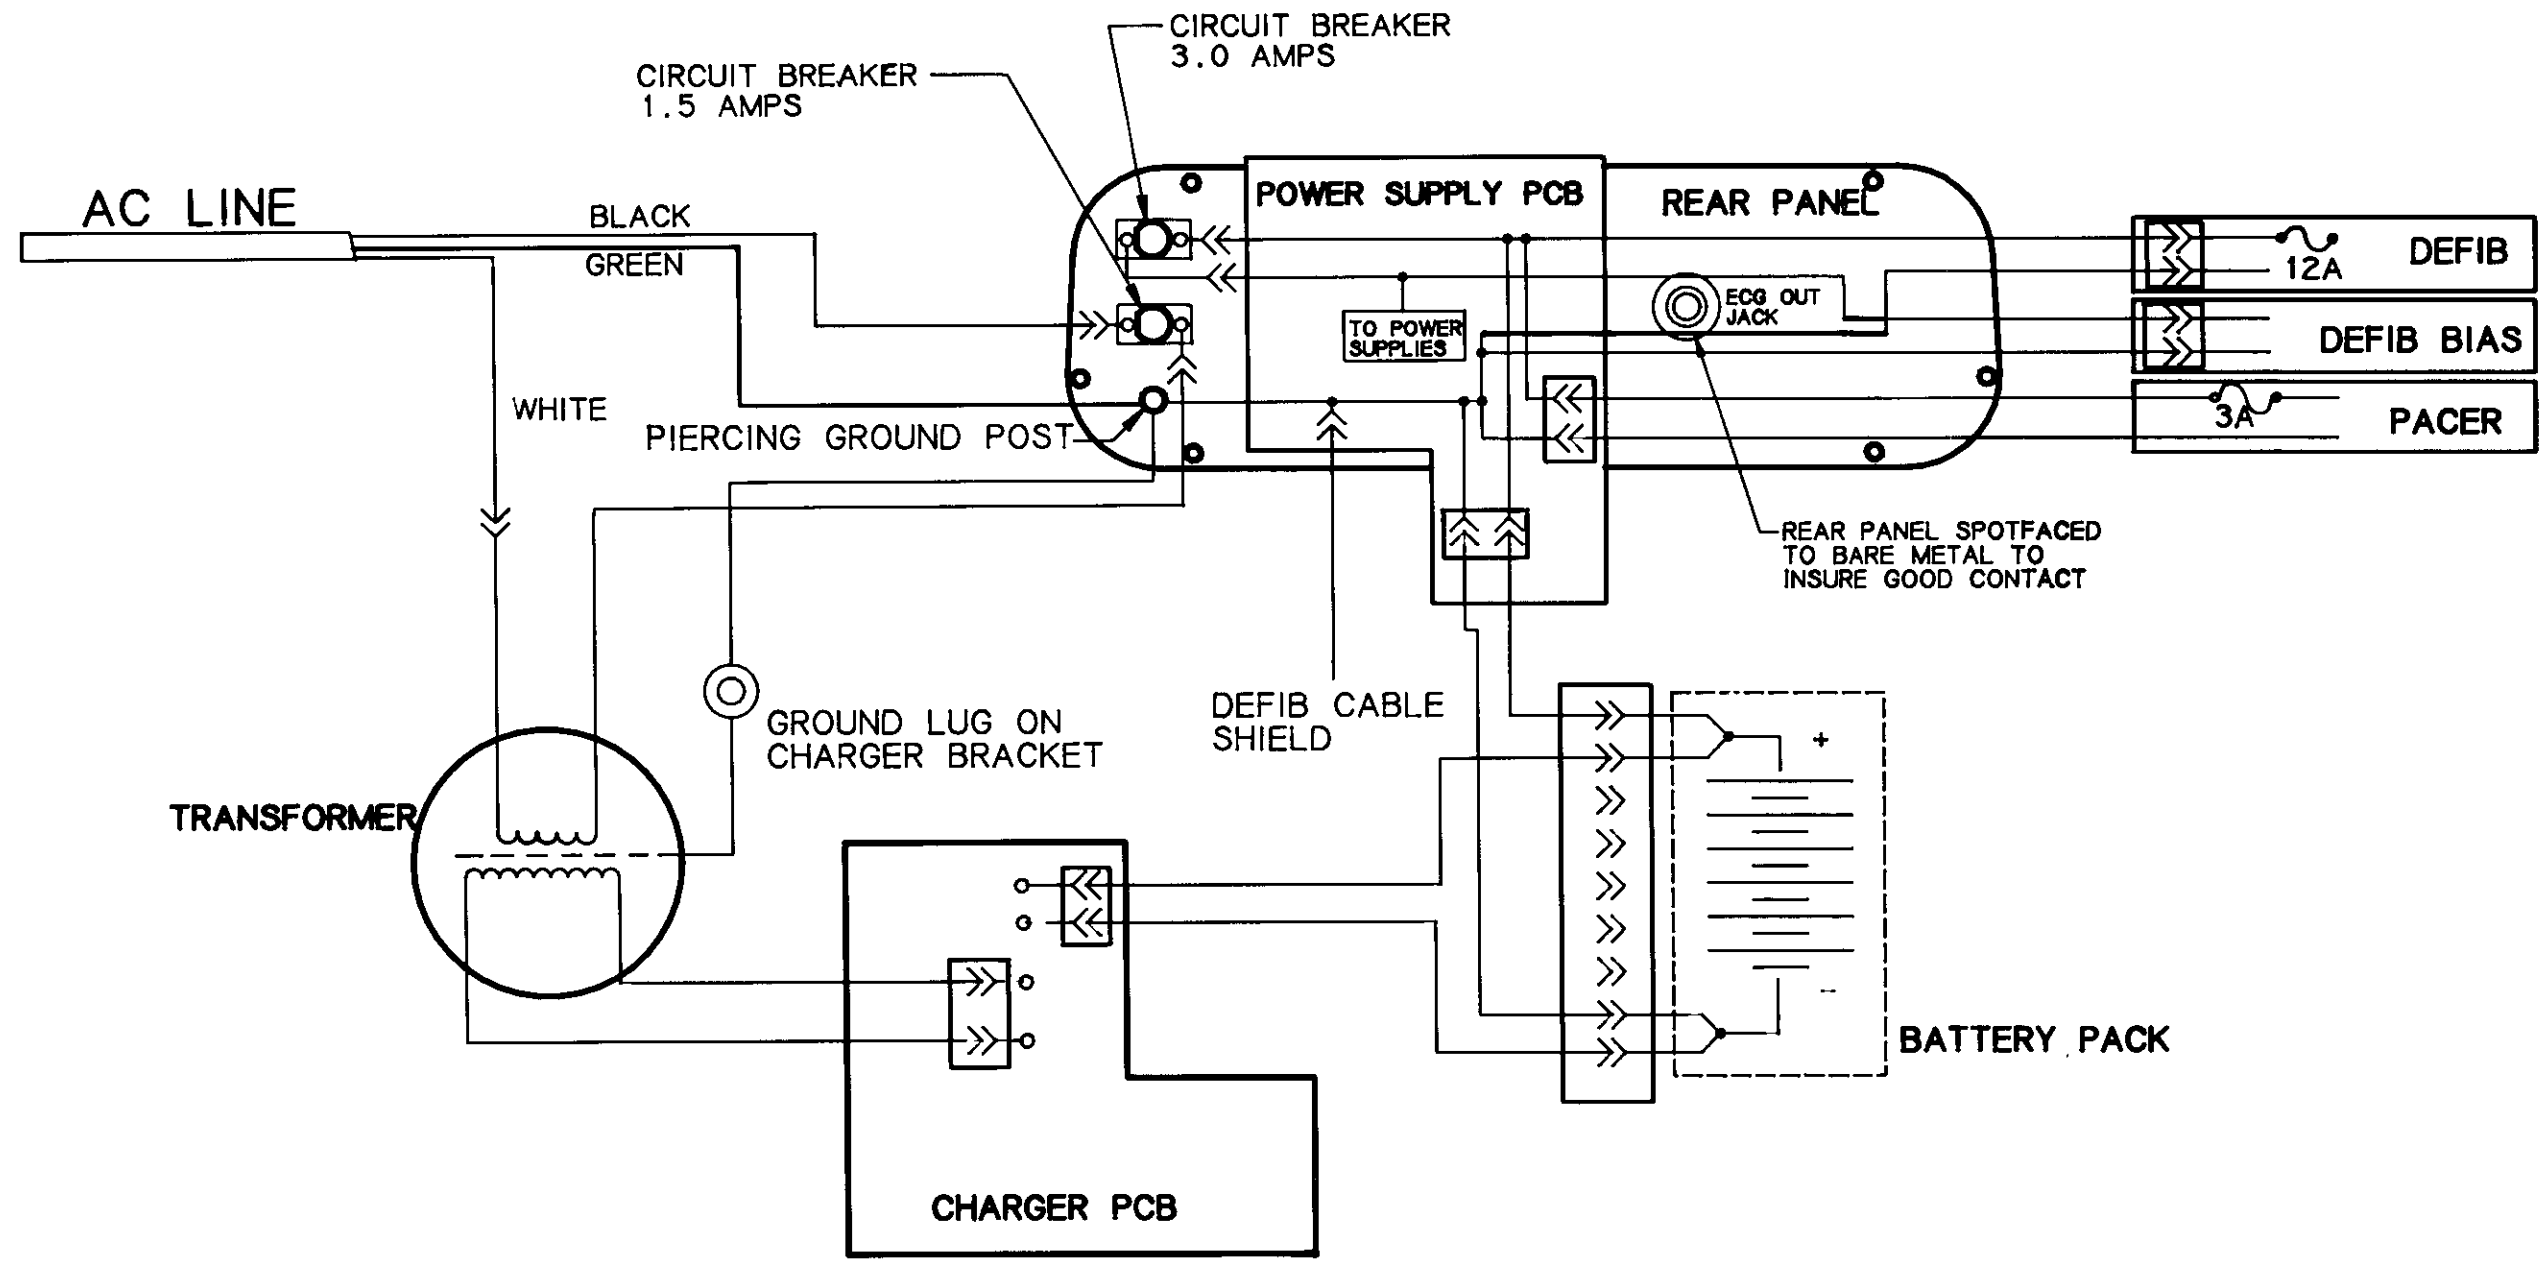 CIRCUIT BREAKER
3.0 AMPS
CIRCUIT BREAKER
1.5 AMPS
AC LINE
BLACK
GREEN
WHITE
POWER SUPPLY PCB
REAR PANEL
DEFIB
12A
ECG OUT
JACK
TO POWER
SUPPLIES
DEFIB BIAS
3A
PACER
PIERCING GROUND POST
REAR PANEL SPOTFACED
TO BARE METAL TO
INSURE GOOD CONTACT
DEFIB CABLE
SHIELD
GROUND LUG ON
CHARGER BRACKET
TRANSFORMER
+
-
BATTERY PACK
CHARGER PCB